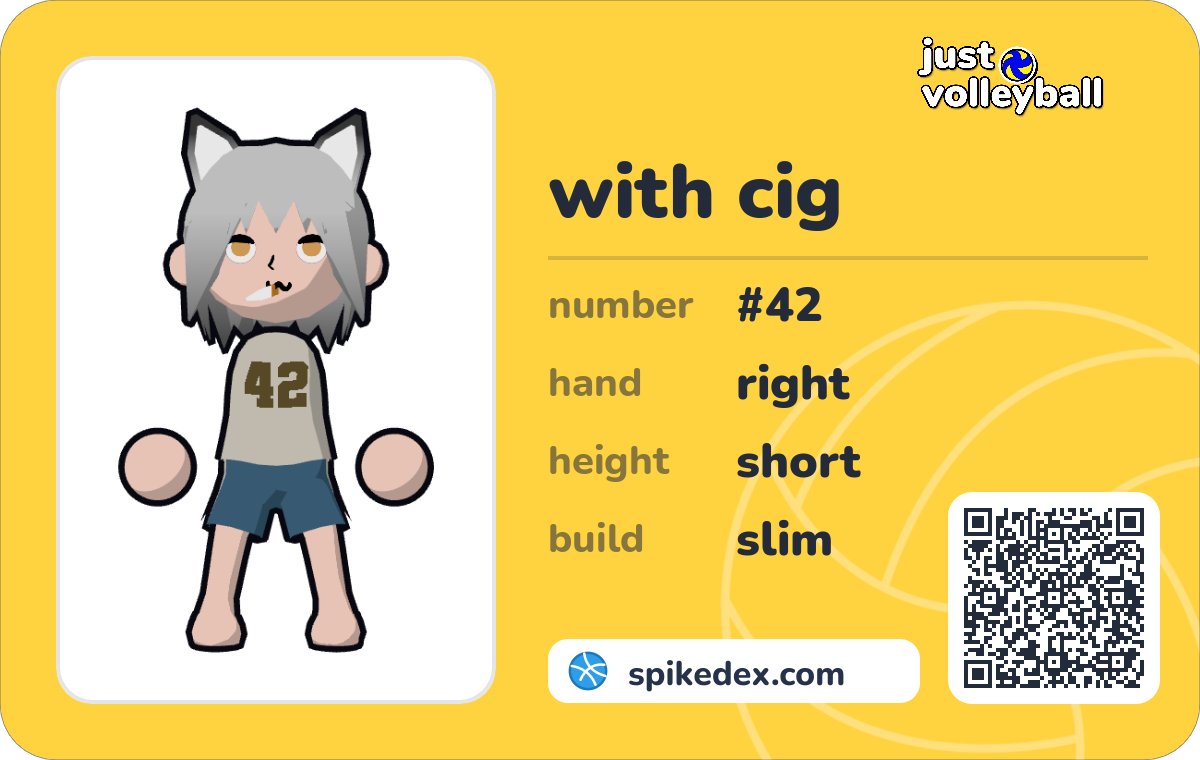 just
volleyball
with cig
number #42
hand right
height short
build slim
42
spikedex.com